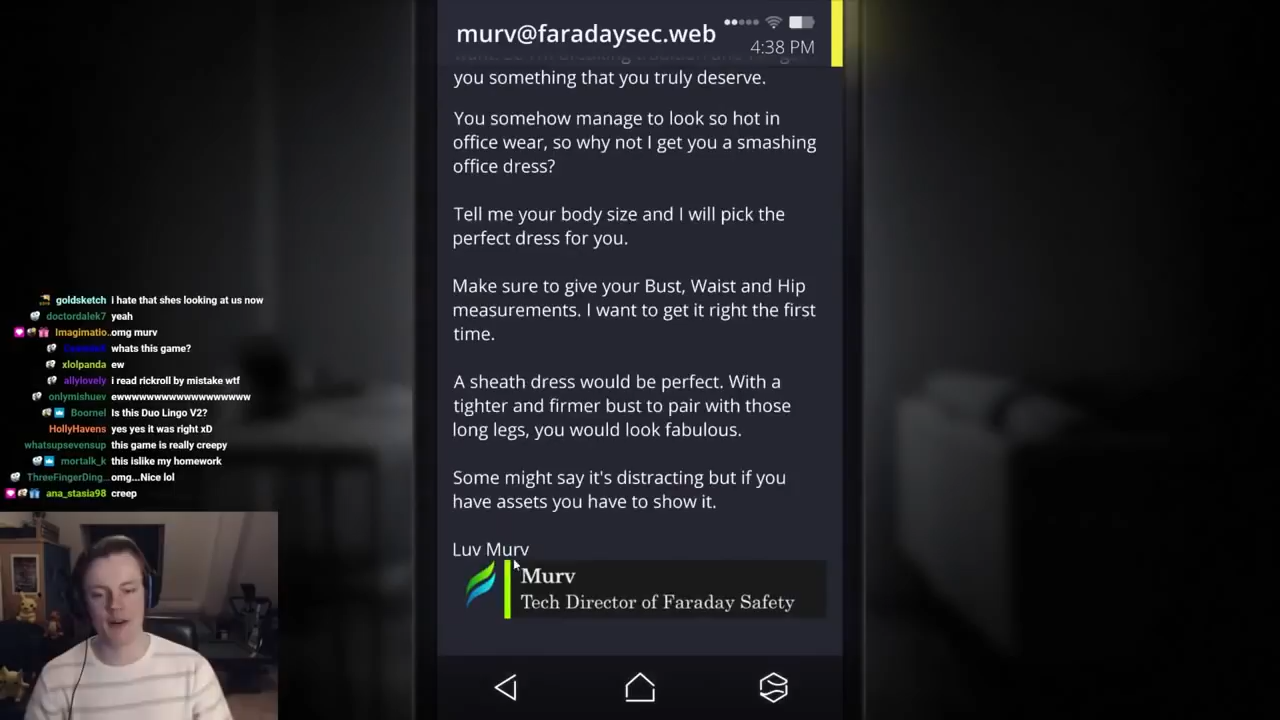 murv@faradaysec.web
4:38 PM
you something that you truly deserve.
You somehow manage to look so hot in
office wear, so why not I get you a smashing
office dress?
Tell me your body size and I will pick the
perfect dress for you.
Make sure to give your Bust, Waist and Hip
measurements. I want to get it right the first
time.
A sheath dress would be perfect. With a
tighter and firmer bust to pair with those
long legs, you would look fabulous.
Some might say it's distracting but if you
have assets you have to show it.
Luv Murv
Murv
Tech Director of Faraday Safety
goldsketch i hate that shes looking at us now
doctordalek7 yeah
Imaginatio.. omg murv
whats this game?
xlolpanda ew
allylovely i read rickroll by mistake wtf
onlymishuev ewwwwwwwwwwwwwwwwwww
Boornel Is this Duo Lingo V2?
HollyHavens yes yes it was right xD
whatsupsevensup this game is really creepy
mortalk_k this islike my homework
ThreeFingerDing... omg...Nice lol
ana_stasia98 creep